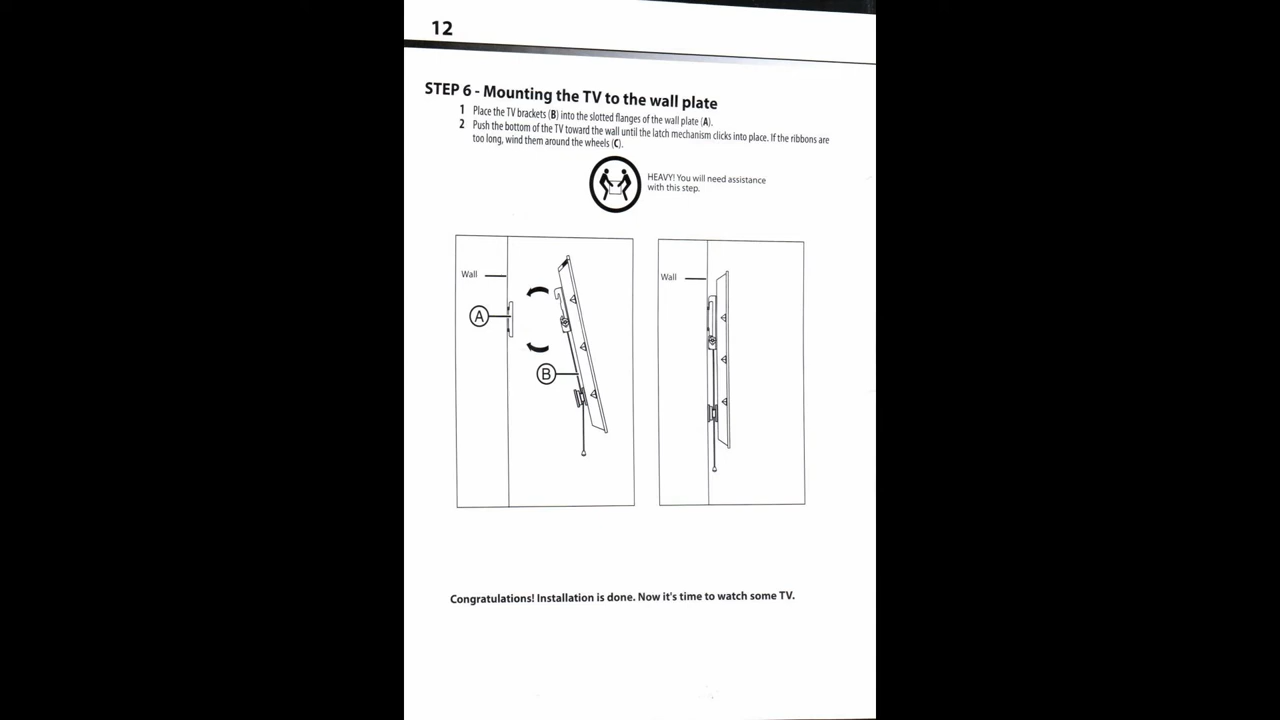 12
STEP 6 - Mounting the TV to the wall plate
1 Place the TV brackets (B) into the slotted flanges of the wall plate (A).
2 Push the bottom of the TV toward the wall until the latch mechanism clicks into place. If the ribbons are
too long, wind them around the wheels (C).
HEAVY! You will need assistance
with this step.
Wall
A
B
Wall
Congratulations! Installation is done. Now it's time to watch some TV.